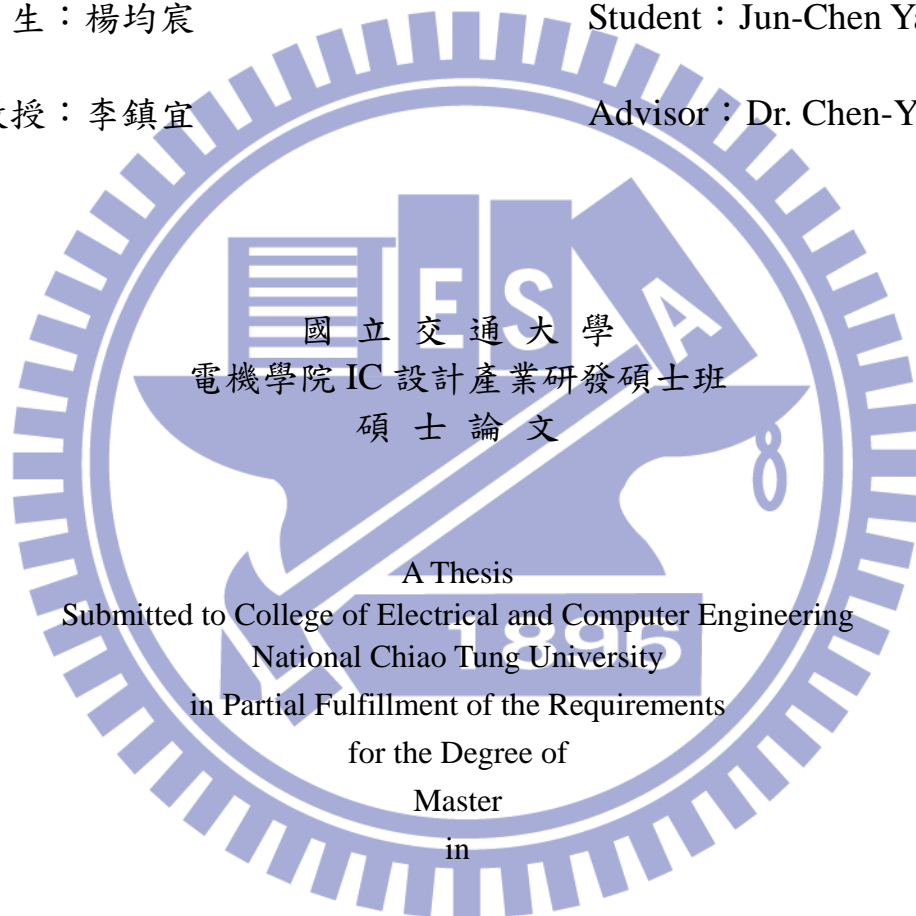 生：楊均宸 Student：Jun-Chen Ya
授：李鎮宜 Advisor：Dr. Chen-Y
E S A
國 立 交 通 大 學
電機學院 IC 設計產業研發碩士班
碩 士 論 文
A Thesis
Submitted to College of Electrical and Computer Engineering
1896
National Chiao Tung University
in Partial Fulfillment of the Requirements
for the Degree of
Master
in